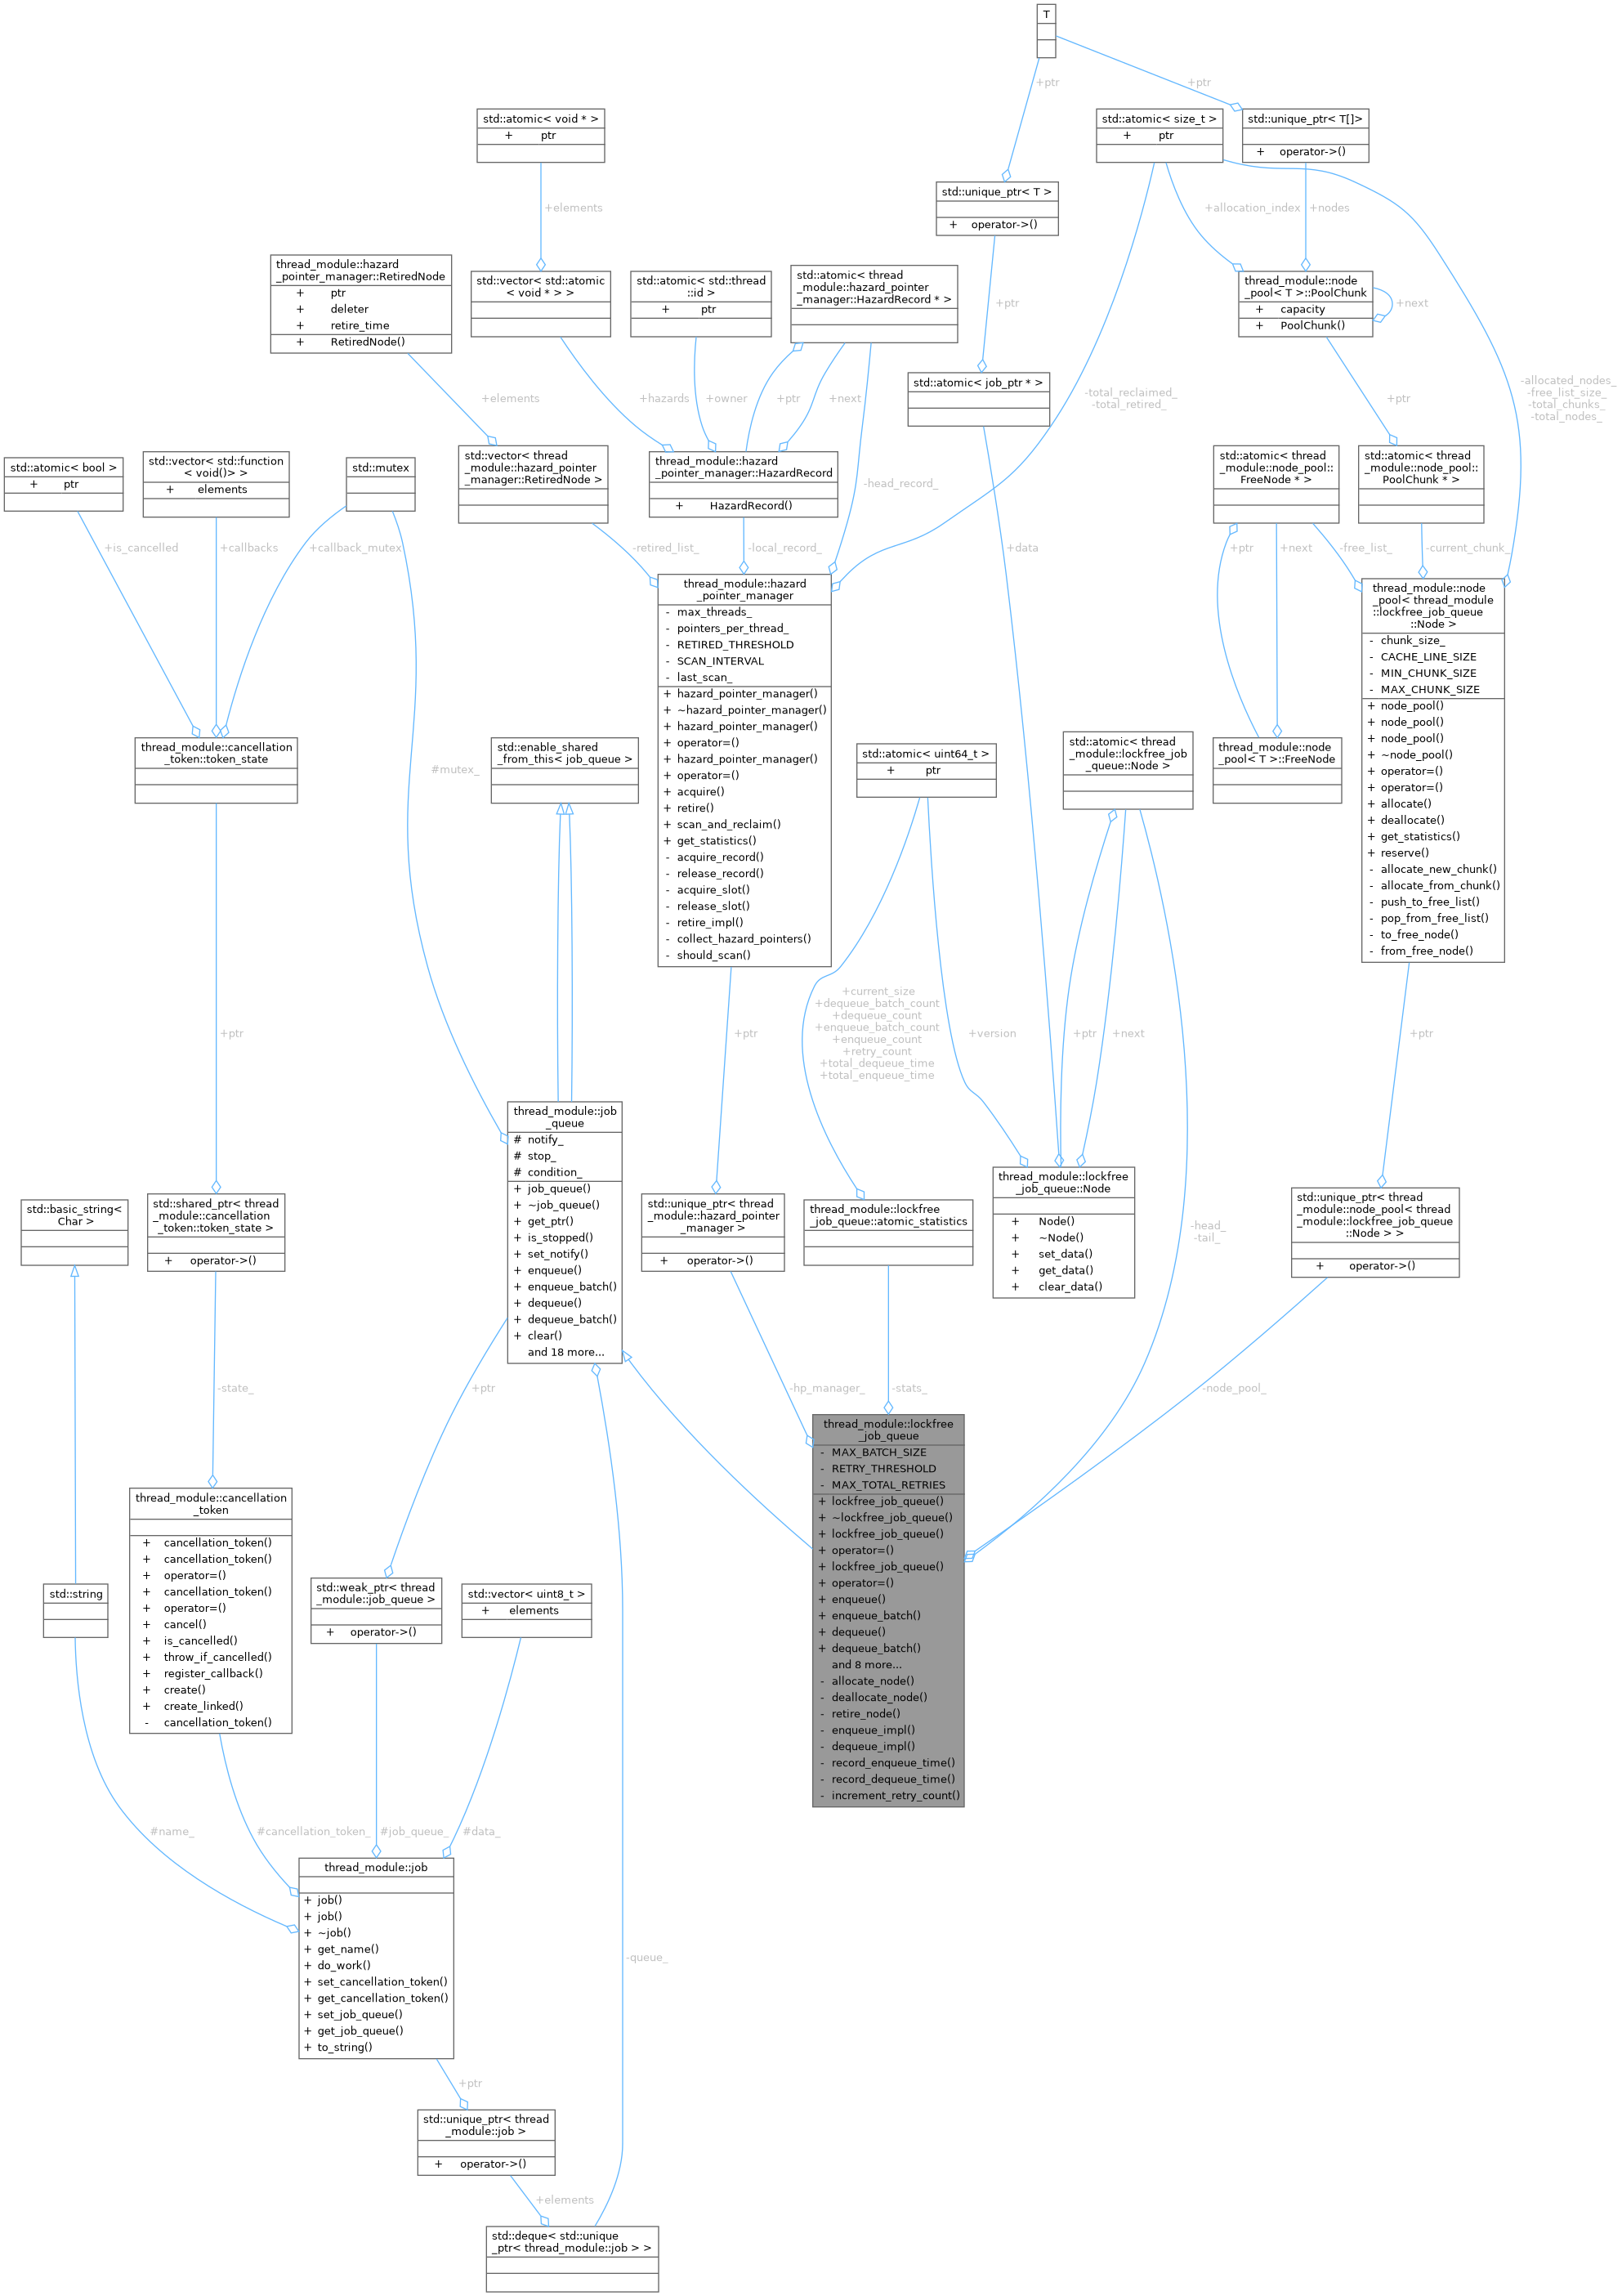 T
+ptr
+ptr
std::atomic< void * >
+ ptr
std::atomic< size_t >
+ ptr
std::unique_ptr< T[]>
+ operator->()
std::unique_ptr< T >
+ operator->()
+elements
+allocation_index
+nodes
thread_module::hazard
_pointer_manager::RetiredNode
+ ptr
+ deleter
+ retire_time
+ RetiredNode()
std::vector< std::atomic
< void * > >
std::atomic< std::thread
::id >
std::atomic< thread
_module::hazard_pointer
_manager::HazardRecord * >
thread_module::node
_pool< T >::PoolChunk
+ capacity
+ PoolChunk()
+next
+ptr
std::atomic< job_ptr * >
+elements
+hazards
+owner
+ptr
+next
-total_reclaimed_
-total_retired_
+ptr
-allocated_nodes_
-free_list_size_
-total_chunks_
-total_nodes_
std::atomic< bool >
+ ptr
std::vector< std::function
< void()> >
+ elements
std::mutex
std::vector< thread
_module::hazard_pointer
_manager::RetiredNode >
thread_module::hazard
_pointer_manager::HazardRecord
+ HazardRecord()
-head_record_
std::atomic< thread
_module::node_pool::
FreeNode * >
std::atomic< thread
_module::node_pool::
PoolChunk * >
+is_cancelled
+callbacks
+callback_mutex
-retired_list_
-local_record_
+data
+ptr
+next
-free_list_
-current_chunk_
thread_module::hazard
_pointer_manager
- max_threads_
- pointers_per_thread_
- RETIRED_THRESHOLD
- SCAN_INTERVAL
- last_scan_
+ hazard_pointer_manager()
+ ~hazard_pointer_manager()
+ hazard_pointer_manager()
+ operator=()
+ hazard_pointer_manager()
+ operator=()
+ acquire()
+ retire()
+ scan_and_reclaim()
+ get_statistics()
- acquire_record()
- release_record()
- acquire_slot()
- release_slot()
- retire_impl()
- collect_hazard_pointers()
- should_scan()
thread_module::node
_pool< thread_module
::lockfree_job_queue
::Node >
- chunk_size_
- CACHE_LINE_SIZE
- MIN_CHUNK_SIZE
- MAX_CHUNK_SIZE
+ node_pool()
+ node_pool()
+ node_pool()
+ ~node_pool()
+ operator=()
+ operator=()
+ allocate()
+ deallocate()
+ get_statistics()
+ reserve()
- allocate_new_chunk()
- allocate_from_chunk()
- push_to_free_list()
- pop_from_free_list()
- to_free_node()
- from_free_node()
thread_module::cancellation
_token::token_state
#mutex_
std::enable_shared
_from_this< job_queue >
std::atomic< uint64_t >
+ ptr
std::atomic< thread
_module::lockfree_job
_queue::Node >
thread_module::node
_pool< T >::FreeNode
+ptr
+ptr
+current_size
+dequeue_batch_count
+dequeue_count
+enqueue_batch_count
+enqueue_count
+retry_count
+total_dequeue_time
+total_enqueue_time
+version
+ptr
+next
+ptr
thread_module::job
_queue
# notify_
# stop_
# condition_
+ job_queue()
+ ~job_queue()
+ get_ptr()
+ is_stopped()
+ set_notify()
+ enqueue()
+ enqueue_batch()
+ dequeue()
+ dequeue_batch()
+ clear()
and 18 more...
std::basic_string<
Char >
std::shared_ptr< thread
_module::cancellation
_token::token_state >
+ operator->()
std::unique_ptr< thread
_module::hazard_pointer
_manager >
+ operator->()
thread_module::lockfree
_job_queue::atomic_statistics
thread_module::lockfree
_job_queue::Node
+ Node()
+ ~Node()
+ set_data()
+ get_data()
+ clear_data()
-head_
-tail_
std::unique_ptr< thread
_module::node_pool< thread
_module::lockfree_job_queue
::Node > >
+ operator->()
-state_
+ptr
-hp_manager_
-stats_
-node_pool_
thread_module::lockfree
_job_queue
- MAX_BATCH_SIZE
- RETRY_THRESHOLD
- MAX_TOTAL_RETRIES
+ lockfree_job_queue()
+ ~lockfree_job_queue()
+ lockfree_job_queue()
+ operator=()
+ lockfree_job_queue()
+ operator=()
+ enqueue()
+ enqueue_batch()
+ dequeue()
+ dequeue_batch()
and 8 more...
- allocate_node()
- deallocate_node()
- retire_node()
- enqueue_impl()
- dequeue_impl()
- record_enqueue_time()
- record_dequeue_time()
- increment_retry_count()
thread_module::cancellation
_token
+ cancellation_token()
+ cancellation_token()
+ operator=()
+ cancellation_token()
+ operator=()
+ cancel()
+ is_cancelled()
+ throw_if_cancelled()
+ register_callback()
+ create()
+ create_linked()
- cancellation_token()
std::string
std::weak_ptr< thread
_module::job_queue >
+ operator->()
std::vector< uint8_t >
+ elements
#name_
#cancellation_token_
#job_queue_
#data_
thread_module::job
+ job()
+ job()
+ ~job()
+ get_name()
+ do_work()
+ set_cancellation_token()
+ get_cancellation_token()
+ set_job_queue()
+ get_job_queue()
+ to_string()
-queue_
+ptr
std::unique_ptr< thread
_module::job >
+ operator->()
+elements
std::deque< std::unique
_ptr< thread_module::job > >